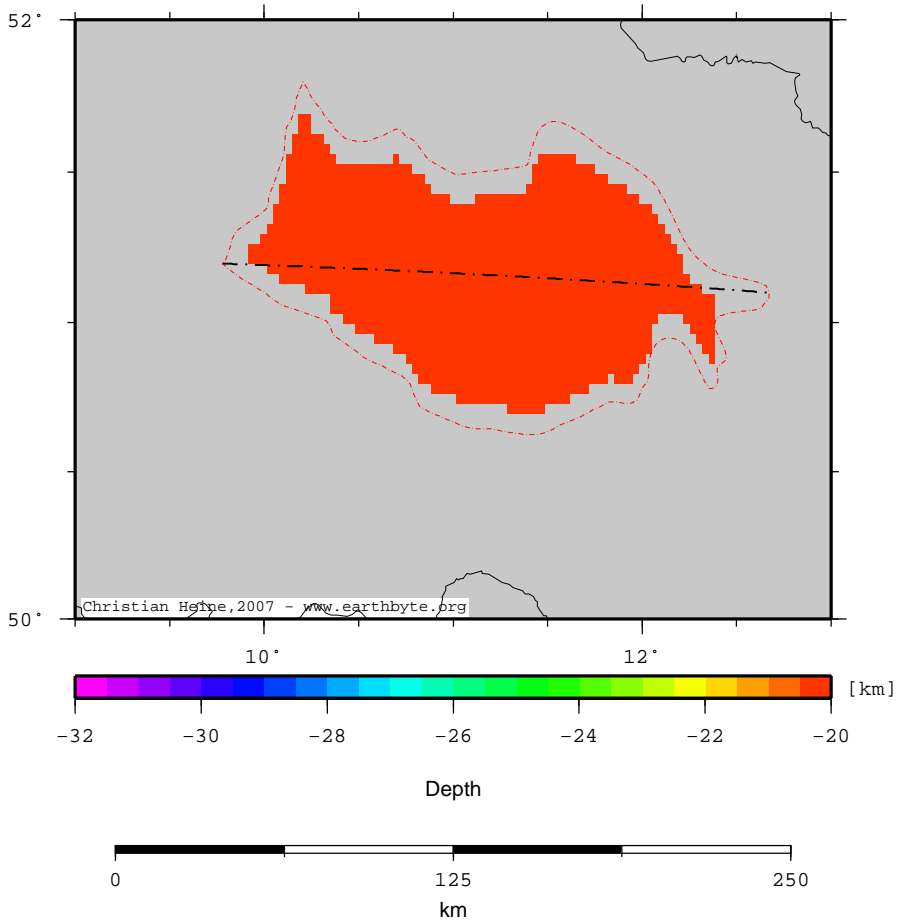 52°
Christian Heine,2007 - www.earthbyte.org
50°
10° 12°
[km]
-32 -30 -28 -26 -24 -22 -20
Depth
0 125 250
km